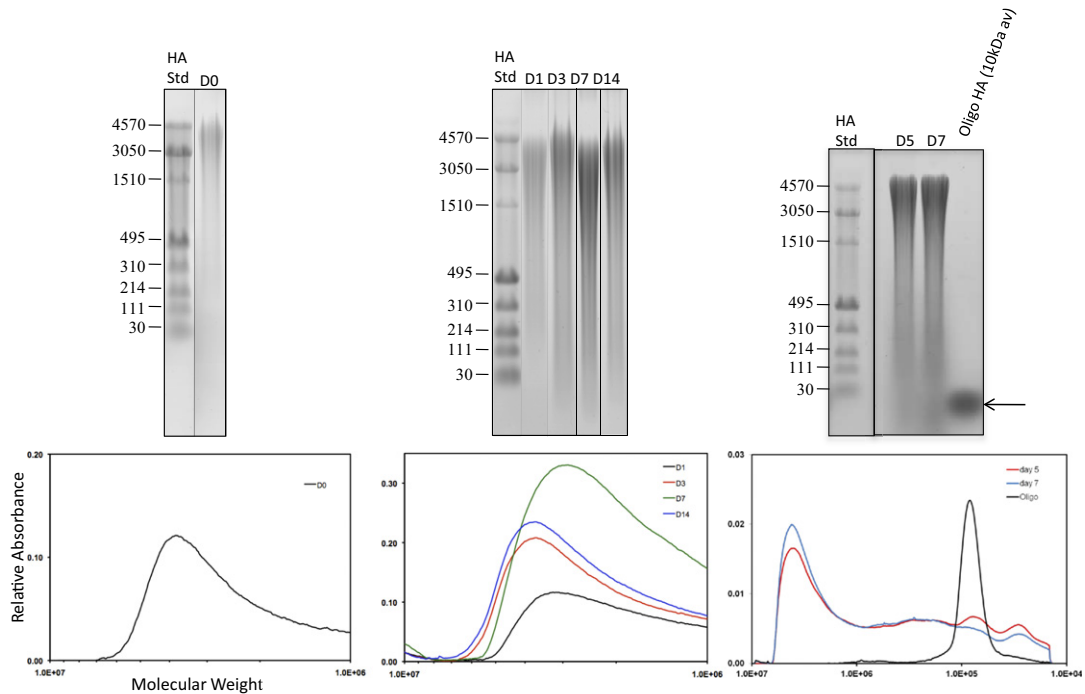 HA
Std D0
4570
3050
1510
495
310
214
111
30
HA
Std D1 D3 D7 D14
4570
3050
1510
495
310
214
111
30
Oligo HA (10kDa av)
HA
Std D5 D7
4570
3050
1510
495
310
214
111
30
Relative Absorbance
0.20
0.10
0.00
D0
1.0E+07 1.0E+06
Molecular Weight
0.30
0.20
0.10
0.00
D1
D3
D7
D14
1.0E+07 1.0E+06
0.03
0.02
0.01
0.00
day 5
day 7
Oligo
1.0E+07 1.0E+06 1.0E+05 1.0E+04